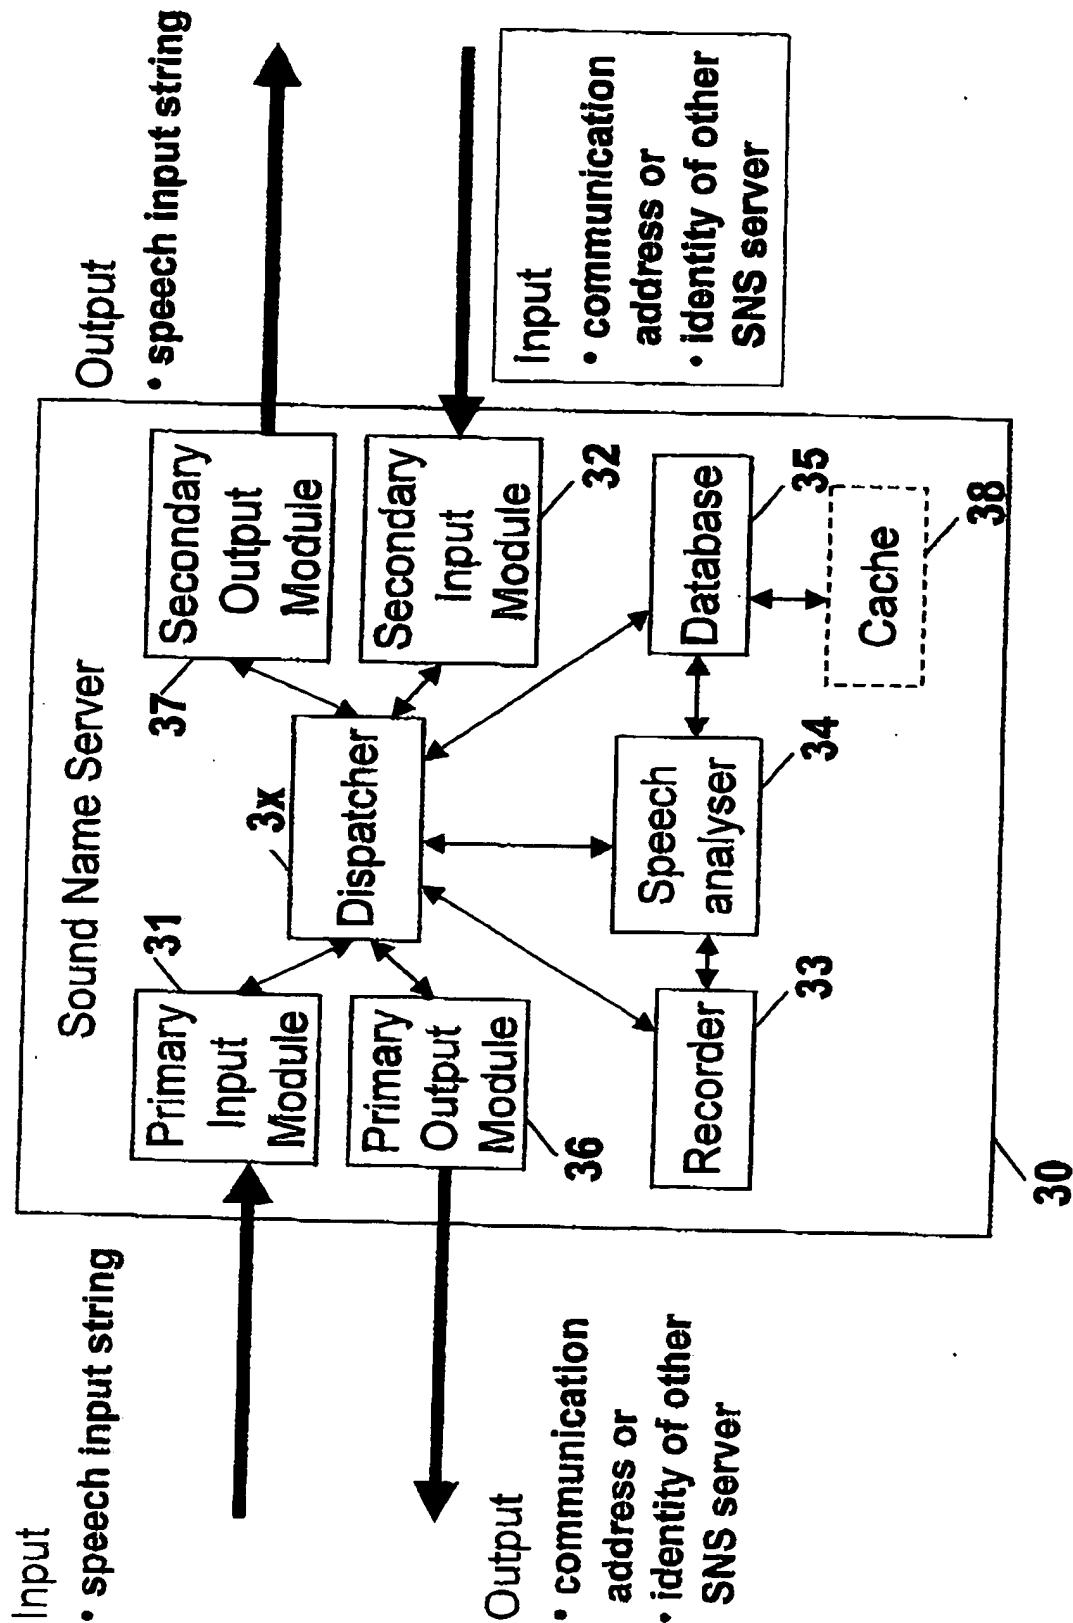 Input
• speech input string
Output
• communication
address or
• identity of other
SNS server
Sound Name Server
Primary
Input
Module
31
Primary
Output
Module
36
3x
Dispatcher
Recorder
33
Speech
analyser
34
Secondary
Output
Module
37
Secondary
Input
Module
32
Database
35
Cache
38
30
Output
• speech input string
Input
• communication
address or
• identity of other
SNS server